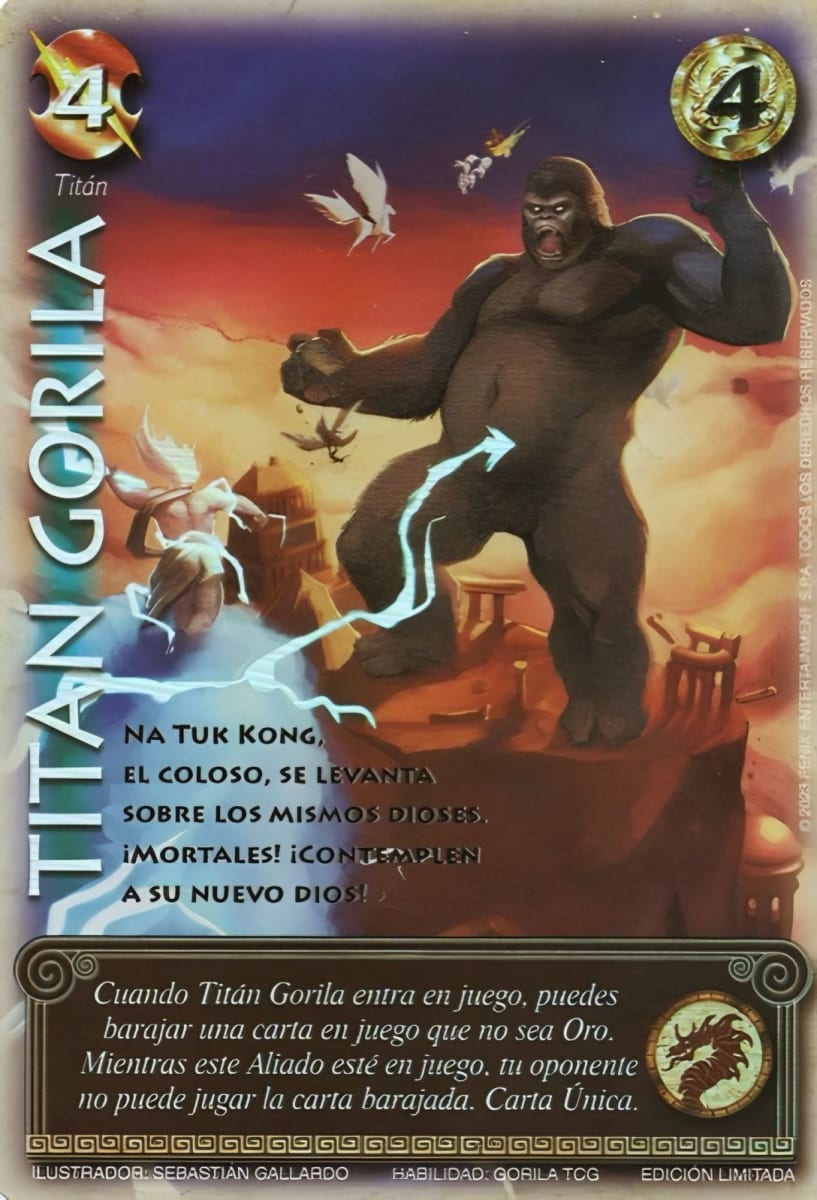 4
4
Titán
TITAN GORILA
NA TUK KONG,
EL COLOSO, SE LEVANTA
SOBRE LOS MISMOS DIOSES.
¡MORTALES! ¡CONTEMPLEN
A SU NUEVO DIOS!
© 2023 FENIX ENTERTAINMENT S.P.A. TODOS LOS DEREDHOS RESERVADOS
Cuando Titán Gorila entra en juego, puedes
barajar una carta en juego que no sea Oro.
Mientras este Aliado esté en juego, tu oponente
no puede jugar la carta barajada. Carta Única.
ILUSTRADOR: SEBASTIÁN GALLARDO HABILIDAD: GORILA TCG EDICIÓN LIMITADA